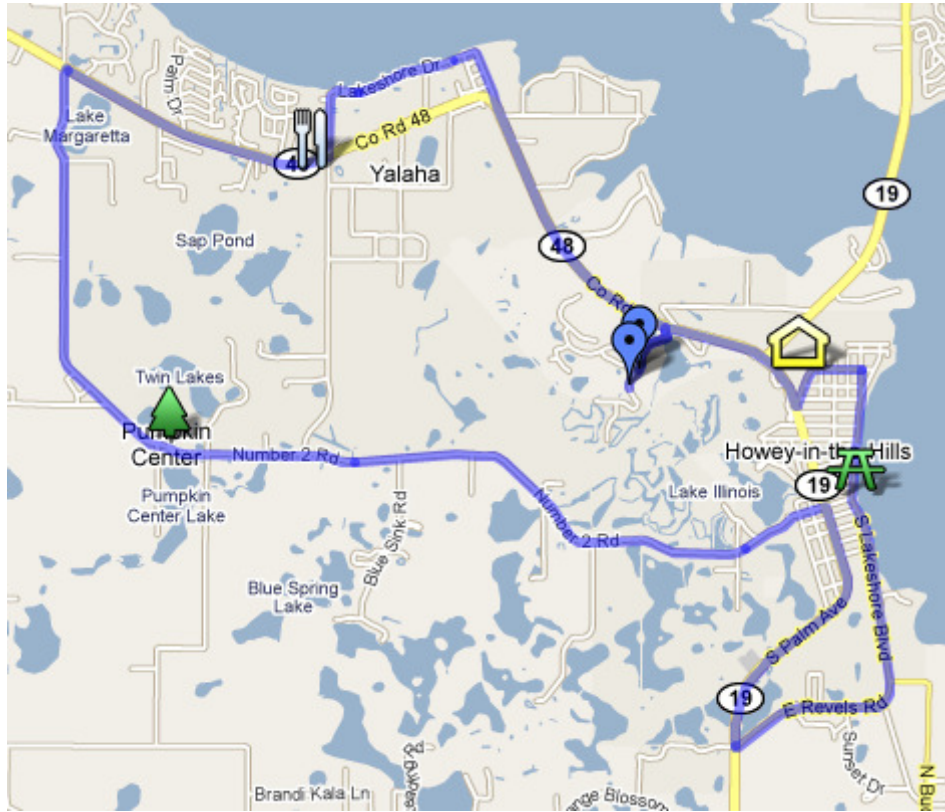 Palm Dr
Lakeshore Dr
Lake
Margaretta
Co Rd 48
Yalaha
19
Sap Pond
48
Co Rd
Twin Lakes
Pumpkin
Center
Number 2 Rd
Howey-in-the-Hills
19
Lake Illinois
Pumpkin
Center Lake
Blue Sink Rd
Number 2 Rd
S Lakeshore Blvd
Blue Spring
Lake
S Palm Ave
19
E Revels Rd
Sunset Dr
Brandi Kala Ln